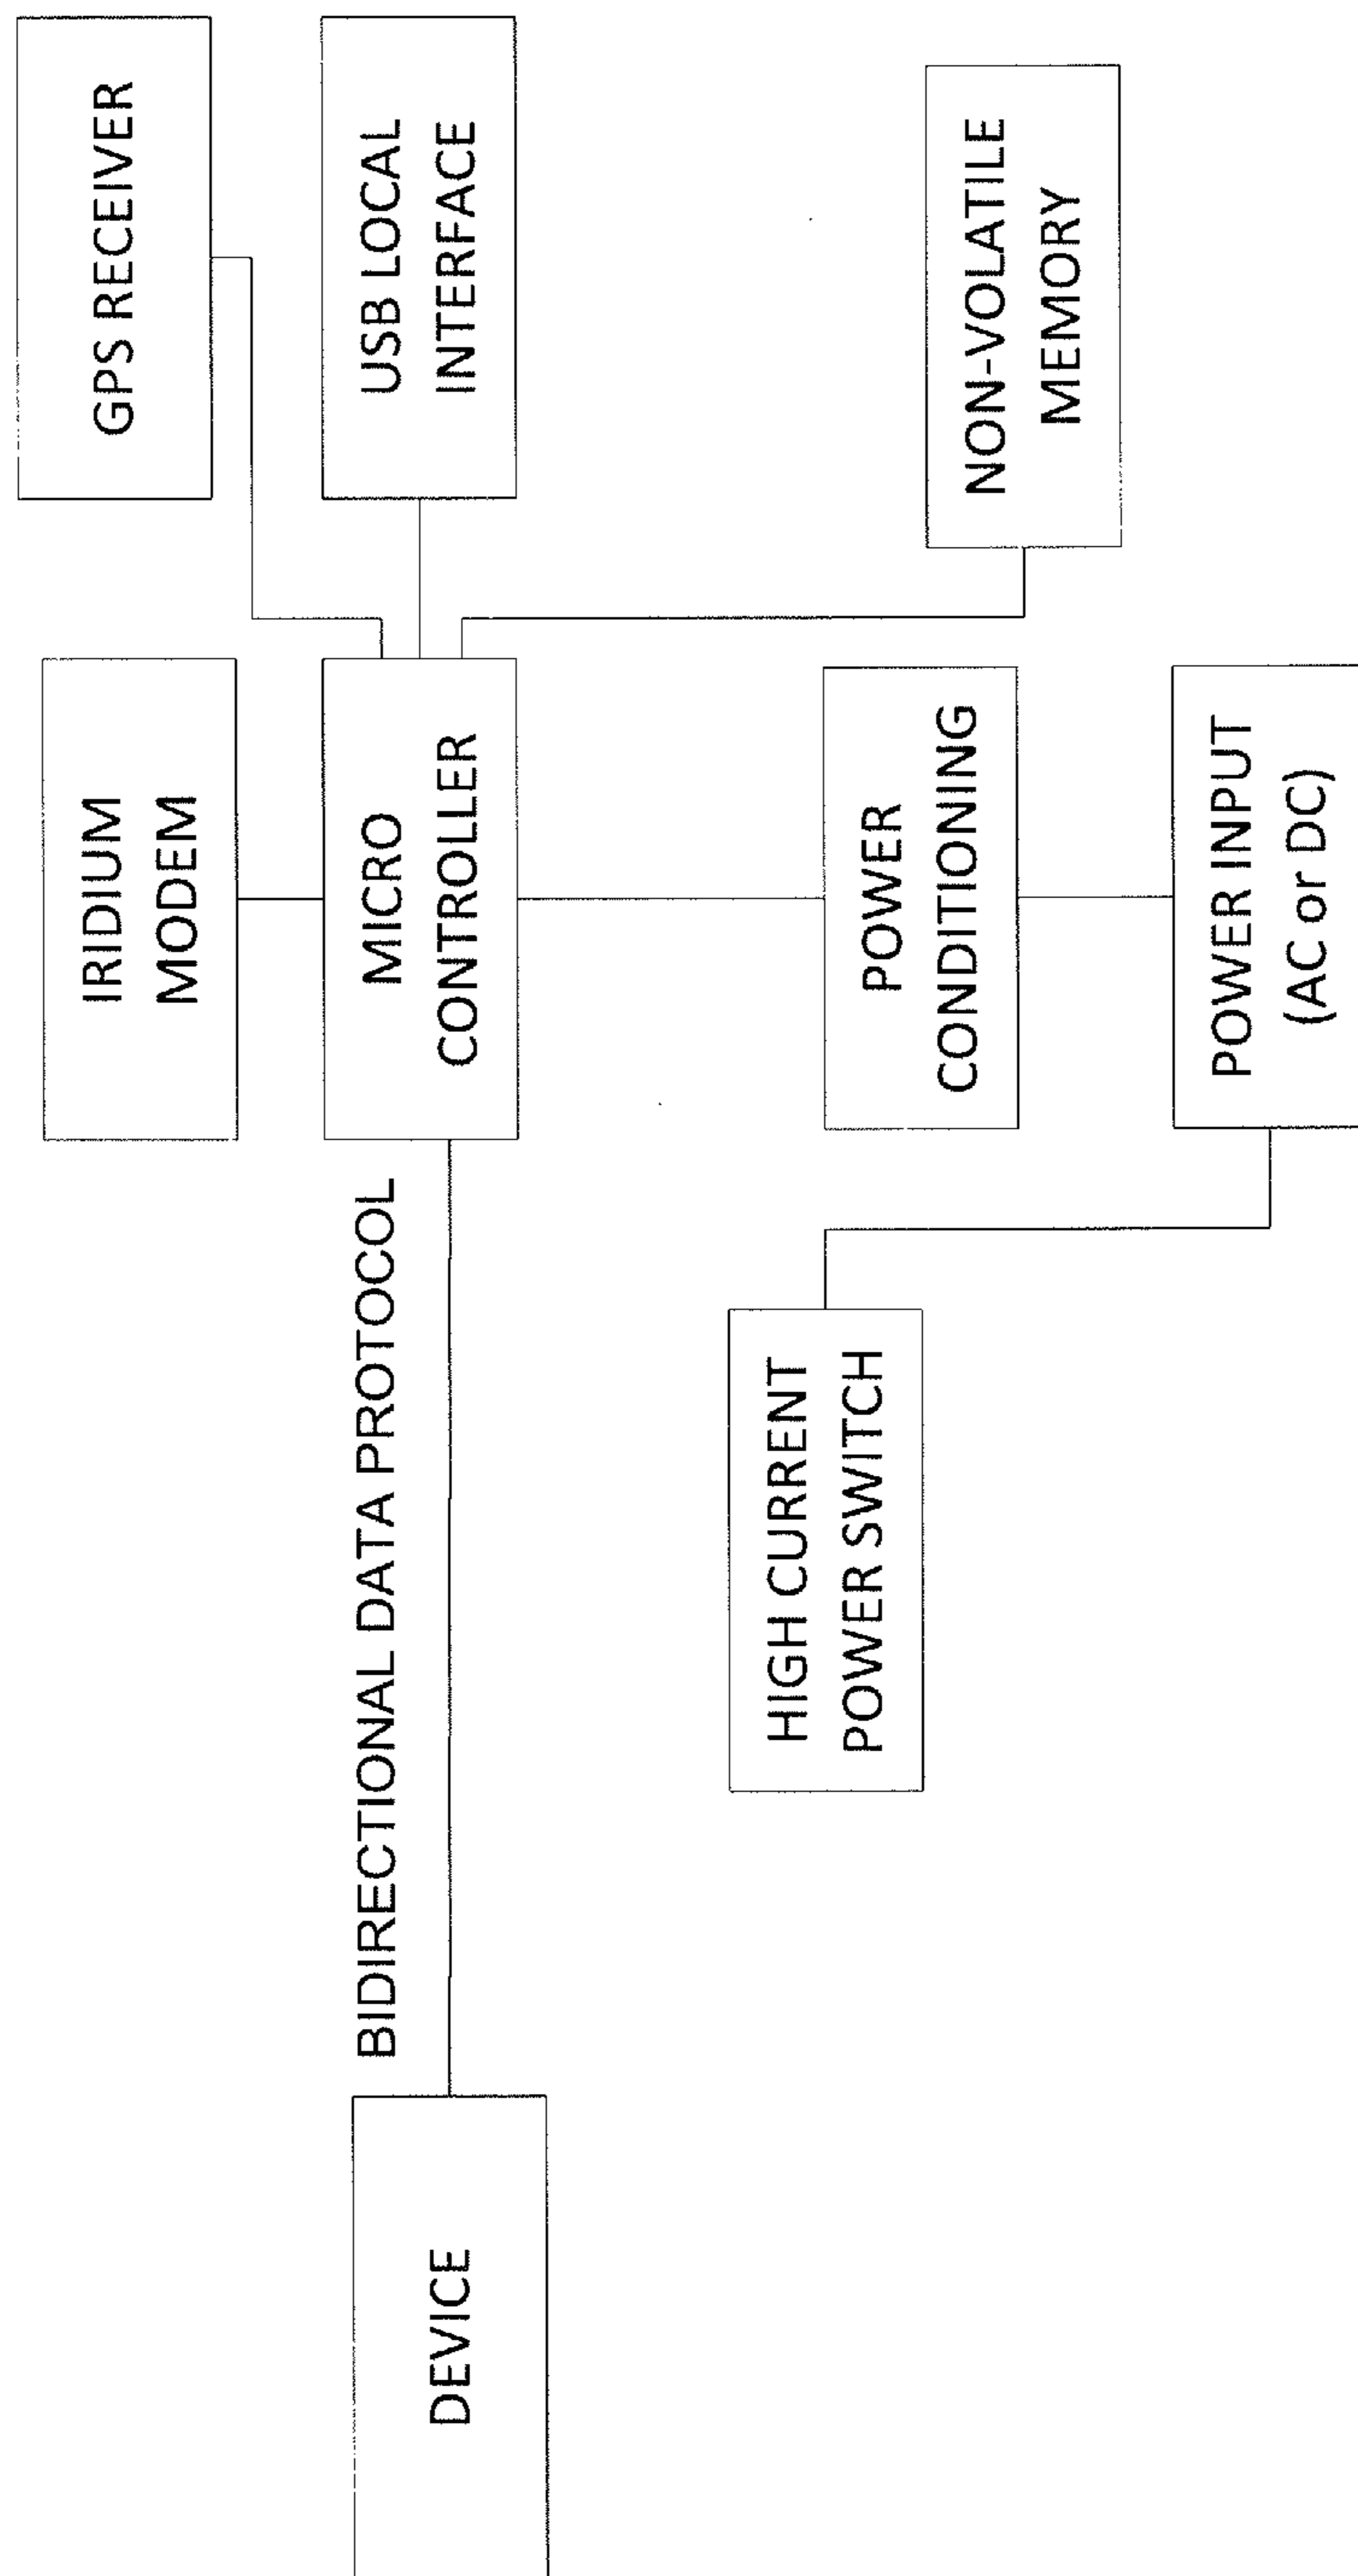 IRIDIUM
MODEM
GPS RECEIVER
DEVICE
BIDIRECTIONAL DATA PROTOCOL
MICRO
CONTROLLER
USB LOCAL
INTERFACE
HIGH CURRENT
POWER SWITCH
POWER
CONDITIONING
NON-VOLATILE
MEMORY
POWER INPUT
(AC or DC)